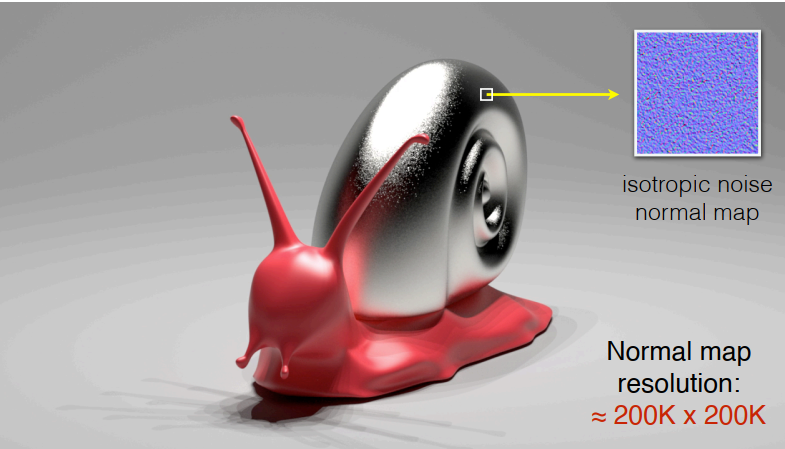 isotropic noise
normal map
Normal map
resolution:
≈ 200K x 200K